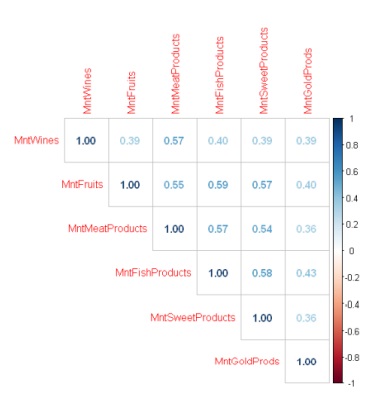 MntWines
MntFruits
MntMeatProducts
MntFishProducts
MntSweetProducts
MntGoldProds
MntWines 1.00 0.39 0.57 0.40 0.39 0.39
MntFruits 1.00 0.55 0.59 0.57 0.40
MntMeatProducts 1.00 0.57 0.54 0.36
MntFishProducts 1.00 0.58 0.43
MntSweetProducts 1.00 0.36
MntGoldProds 1.00
1
0.8
0.6
0.4
0.2
0
-0.2
-0.4
-0.6
-0.8
-1